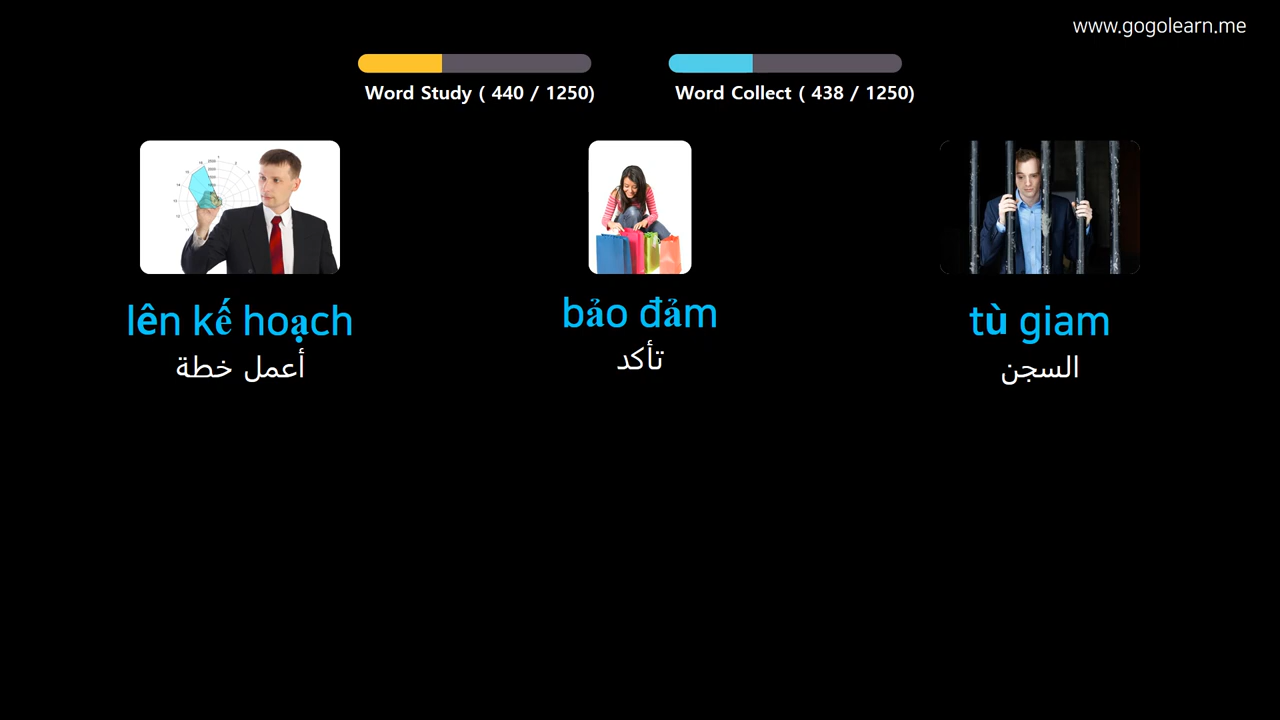 www.gogolearn.me
Word Study ( 440 / 1250)
Word Collect ( 438 / 1250)
lên kế hoạch
أعمل خطة
bảo đảm
تأكد
tù giam
السجن